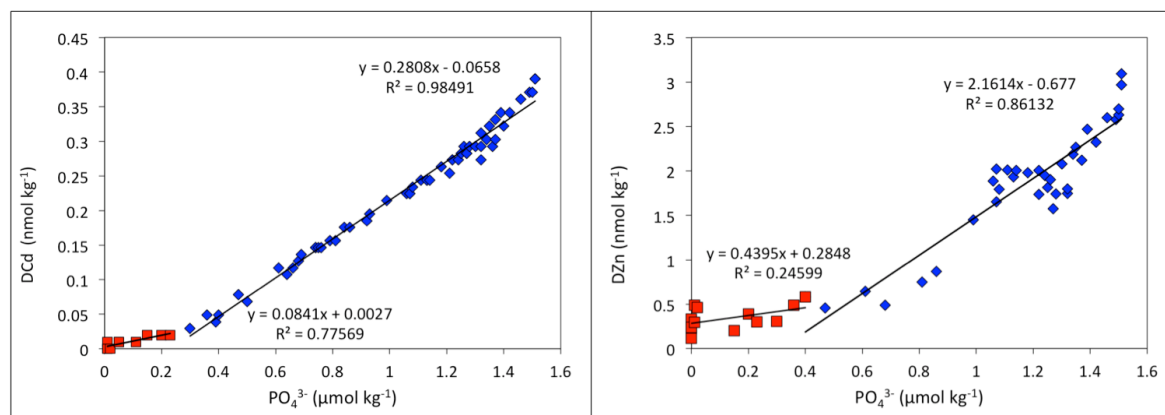 0.45
0.4
0.35
0.3
0.25
0.2
0.15
0.1
0.05
0
DCd (nmol kg⁻¹)
y = 0.2808x - 0.0658
R² = 0.98491
y = 0.0841x + 0.0027
R² = 0.77569
0 0.2 0.4 0.6 0.8 1 1.2 1.4 1.6
PO₄³⁻ (μmol kg⁻¹)
3.5
3
2.5
2
1.5
1
0.5
0
DZn (nmol kg⁻¹)
y = 2.1614x - 0.677
R² = 0.86132
y = 0.4395x + 0.2848
R² = 0.24599
0 0.2 0.4 0.6 0.8 1 1.2 1.4 1.6
PO₄³⁻ (μmol kg⁻¹)